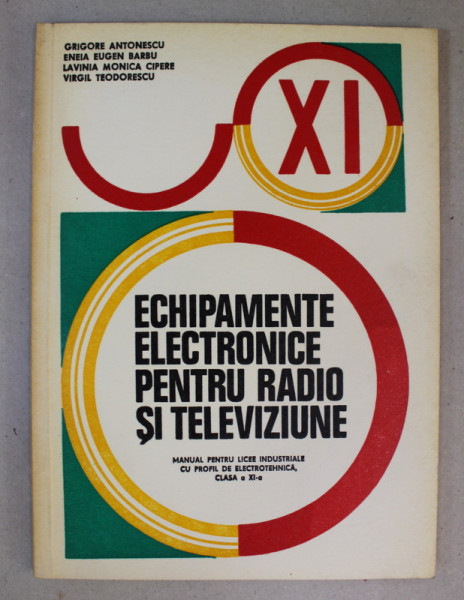 GRIGORE ANTONESCU
ENEIA EUGEN BARBU
LAVINIA MONICA CIPERE
VIRGIL TEODORESCU
XI
ECHIPAMENTE
ELECTRONICE
PENTRU RADIO
ȘI TELEVIZIUNE
MANUAL PENTRU LICEE INDUSTRIALE
CU PROFIL DE ELECTROTEHNICĂ,
CLASA a XI-a